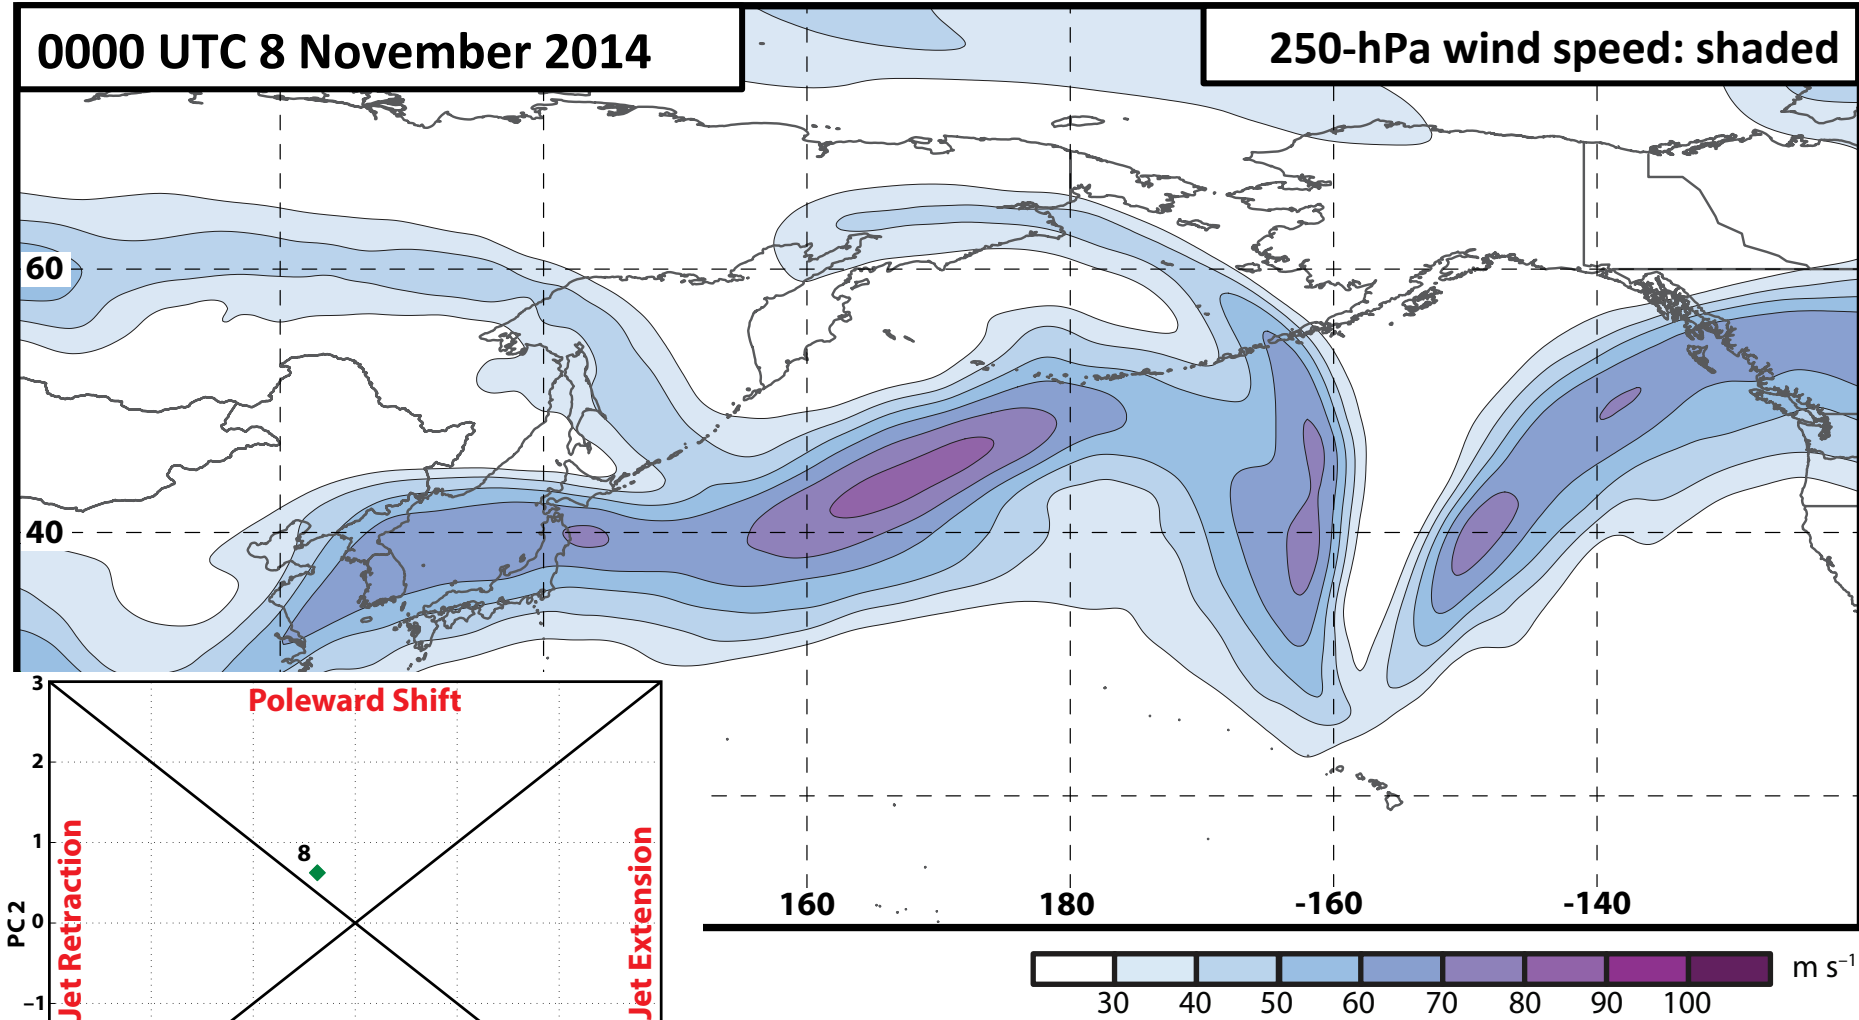 0000 UTC 8 November 2014
250-hPa wind speed: shaded
60
40
160
180
-160
-140
30
40
50
60
70
80
90
100
m s⁻¹
Poleward Shift
Jet Retraction
Jet Extension
PC 2
3
2
1
0
−1
8